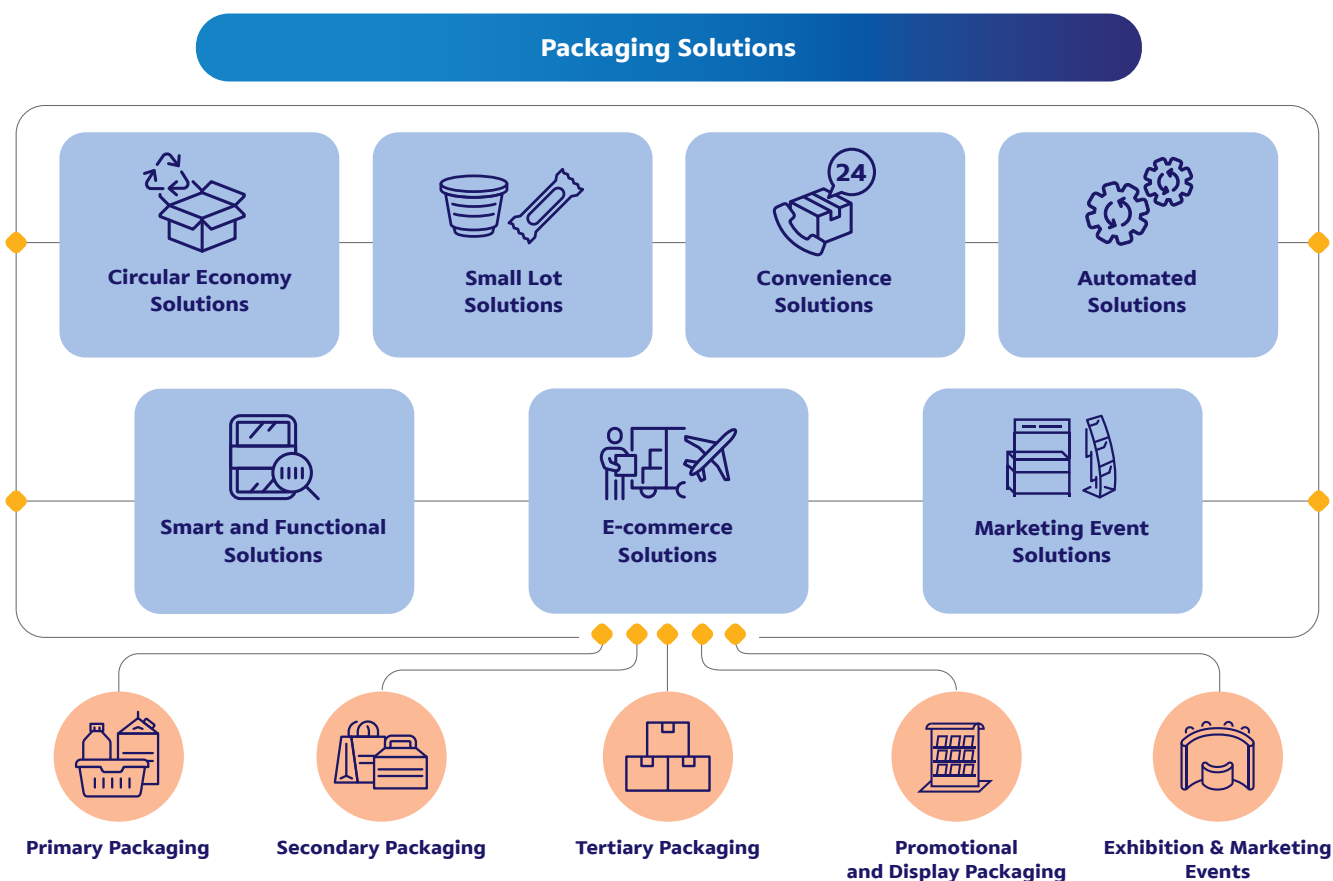 Packaging Solutions
24
Circular Economy
Solutions
Small Lot
Solutions
Convenience
Solutions
Automated
Solutions
Smart and Functional
Solutions
E-commerce
Solutions
Marketing Event
Solutions
Primary Packaging
Secondary Packaging
Tertiary Packaging
Promotional
and Display Packaging
Exhibition & Marketing
Events